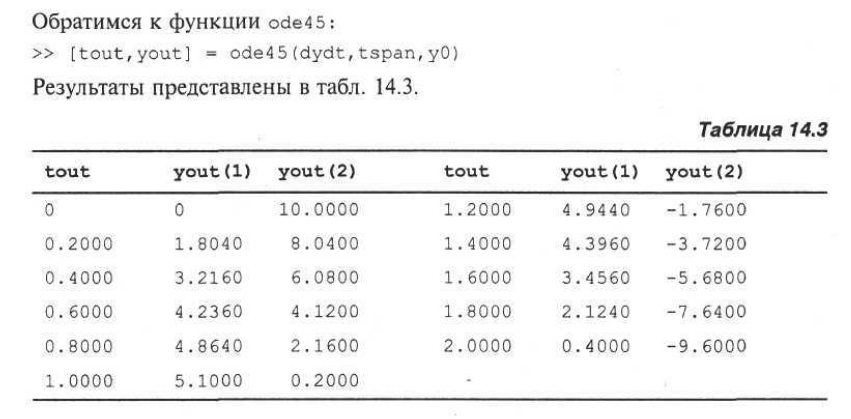 Обратимся к функции ode45:
>> [tout,yout] = ode45(dydt,tspan,y0)
Результаты представлены в табл. 14.3.
Таблица 14.3
tout yout(1) yout(2) tout yout(1) yout(2)
0 0 10.0000 1.2000 4.9440 -1.7600
0.2000 1.8040 8.0400 1.4000 4.3960 -3.7200
0.4000 3.2160 6.0800 1.6000 3.4560 -5.6800
0.6000 4.2360 4.1200 1.8000 2.1240 -7.6400
0.8000 4.8640 2.1600 2.0000 0.4000 -9.6000
1.0000 5.1000 0.2000 -